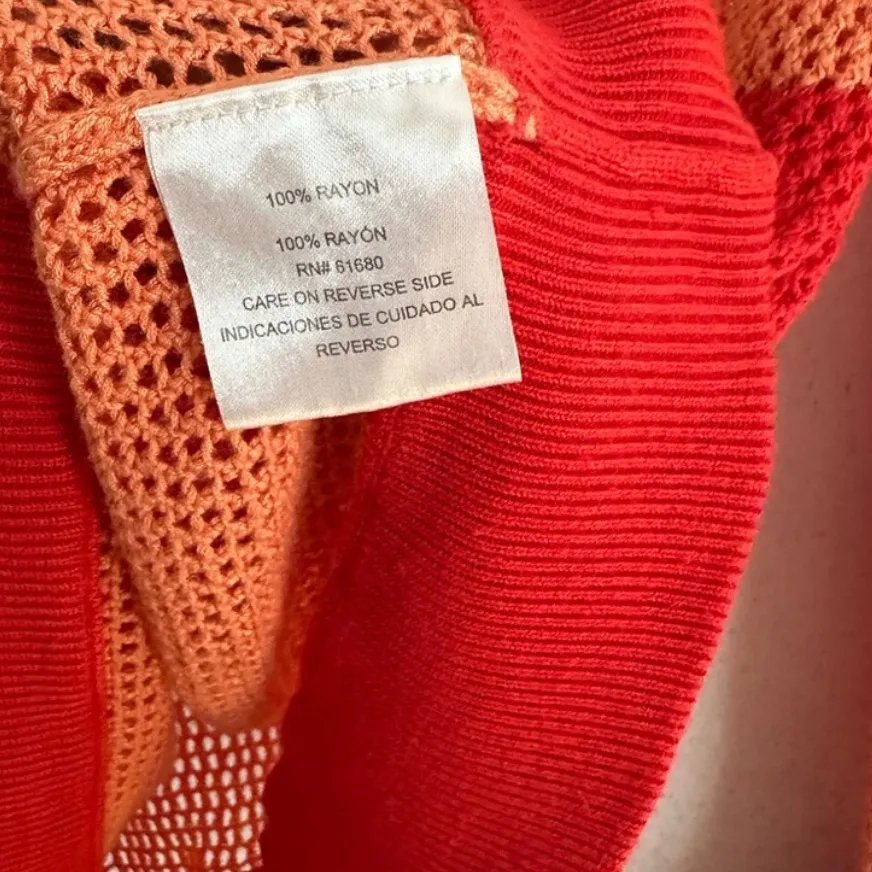 100% RAYON
100% RAYÓN
RN# 61680
CARE ON REVERSE SIDE
INDICACIONES DE CUIDADO AL
REVERSO